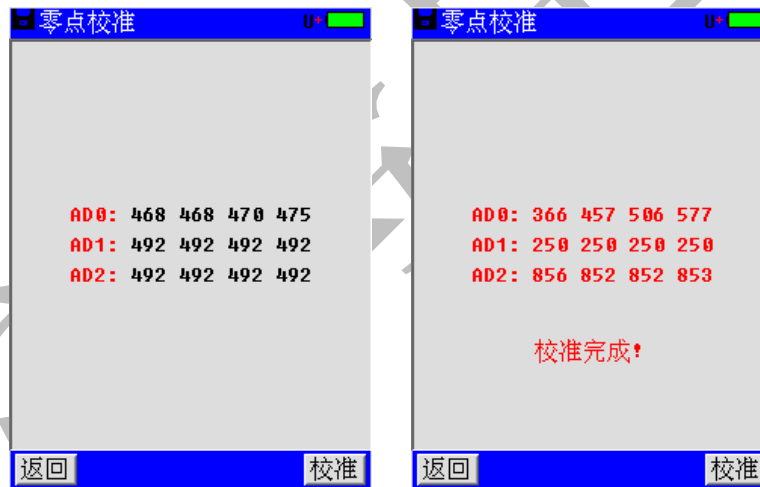 零点校准
U+
AD0: 468 468 470 475
AD1: 492 492 492 492
AD2: 492 492 492 492
返回
校准
零点校准
U+
AD0: 366 457 506 577
AD1: 250 250 250 250
AD2: 856 852 852 853
校准完成!
返回
校准